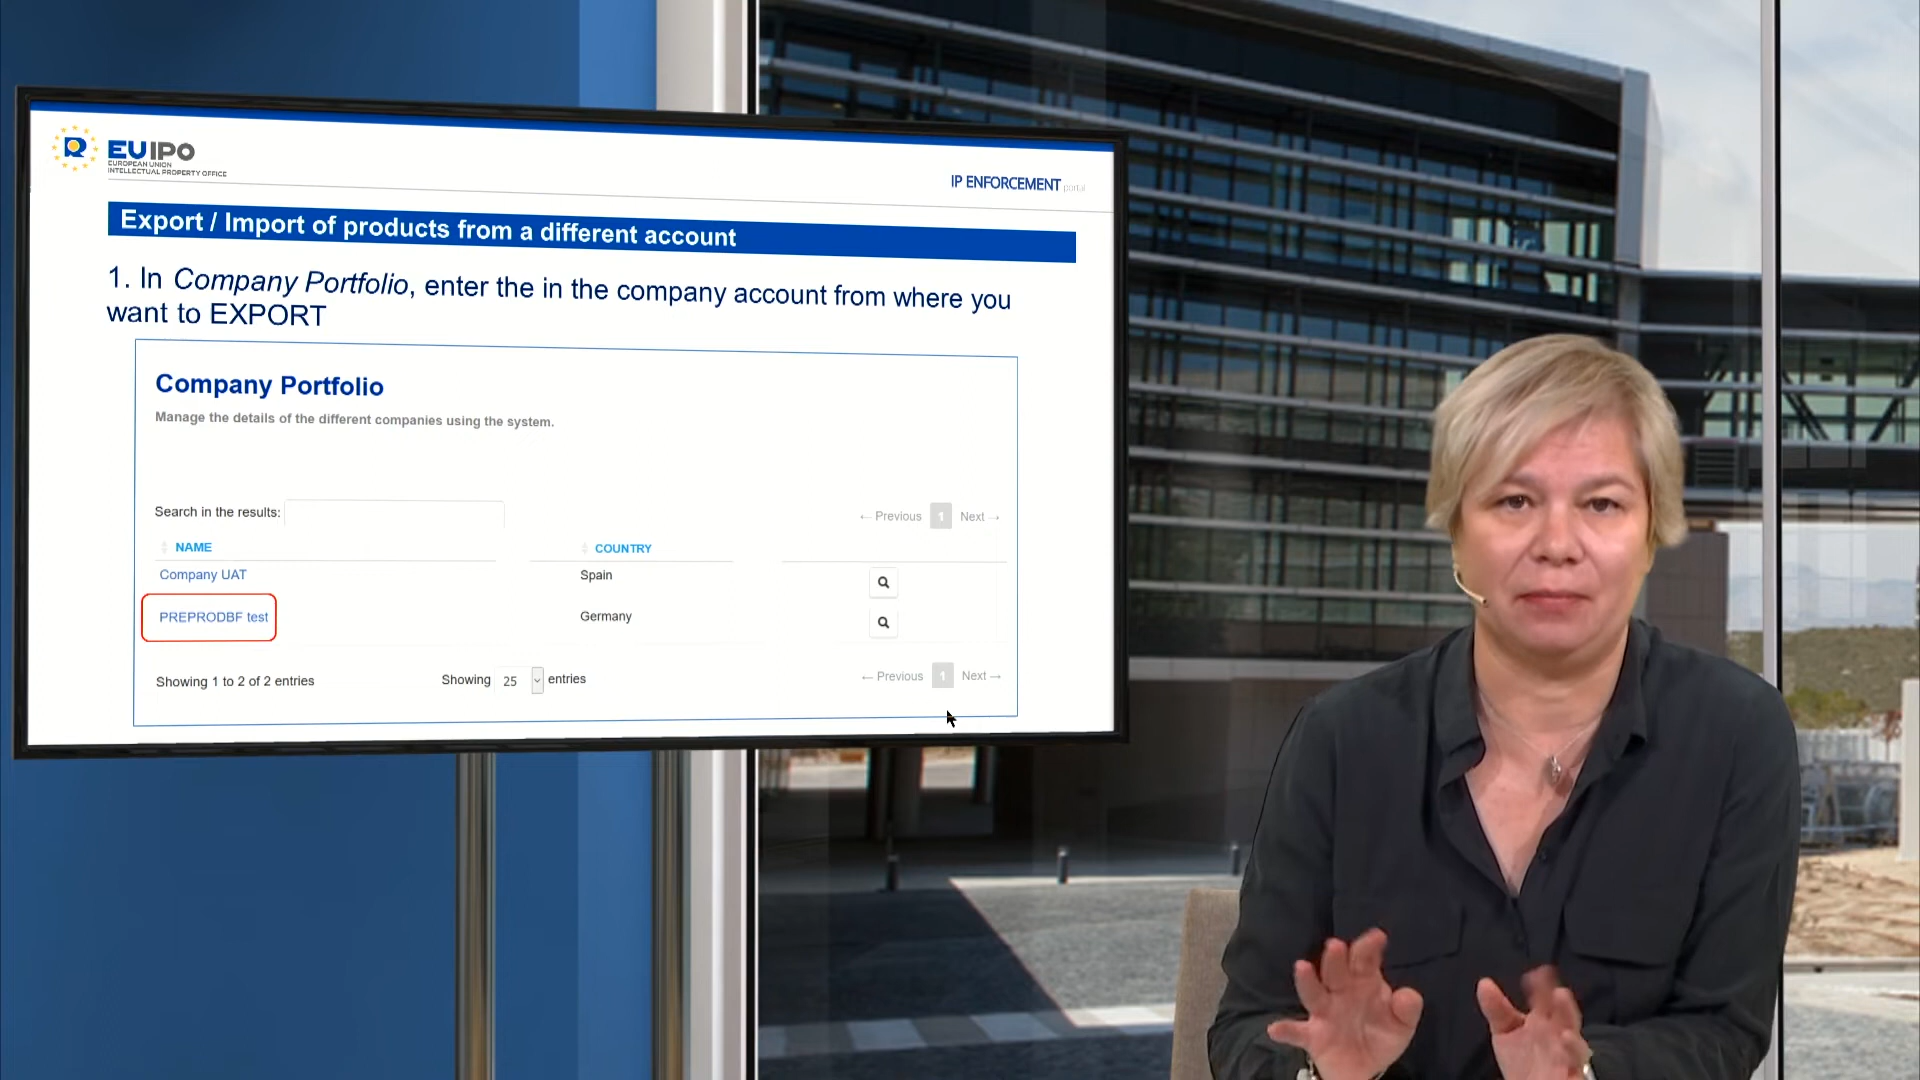 EUIPO
EUROPEAN UNION
INTELLECTUAL PROPERTY OFFICE
IP ENFORCEMENT portal
Export / Import of products from a different account
1. In Company Portfolio, enter the in the company account from where you
want to EXPORT
Company Portfolio
Manage the details of the different companies using the system.
Search in the results:
← Previous 1 Next →
NAME COUNTRY
Company UAT Spain
PREPRODBF test Germany
Showing 1 to 2 of 2 entries Showing 25 entries ← Previous 1 Next →